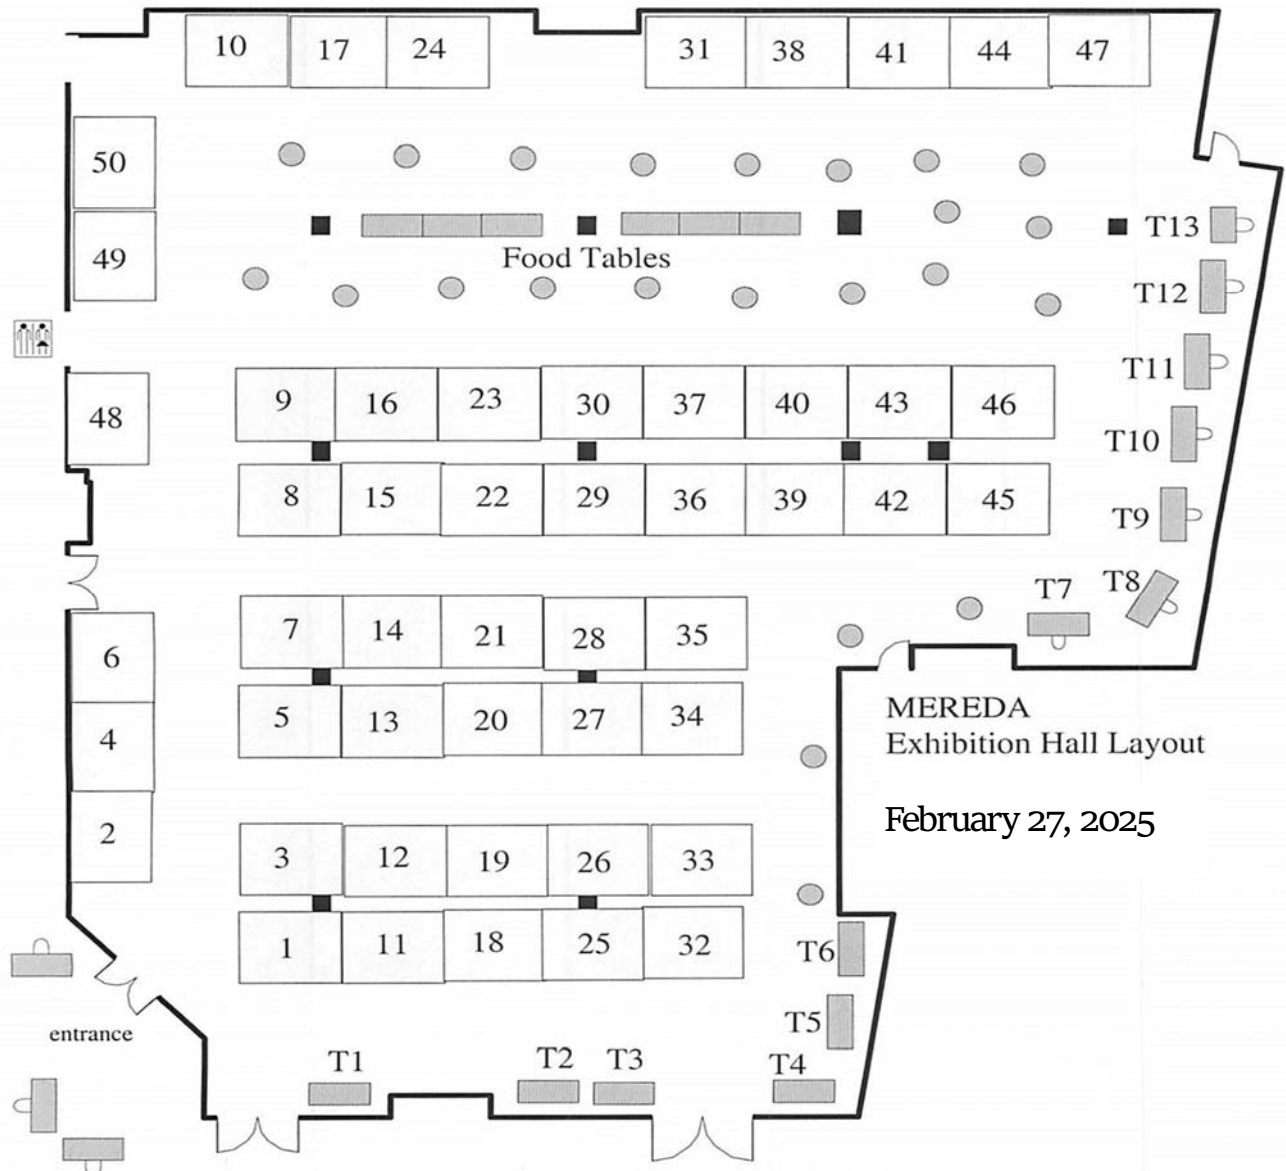 10 17 24 31 38 41 44 47
50
49
T13
Food Tables
T12
T11
9 16 23 30 37 40 43 46
48
T10
8 15 22 29 36 39 42 45
T9
T8
T7
7 14 21 28 35
6
5 13 20 27 34
4
MEREDA
Exhibition Hall Layout
February 27, 2025
2
3 12 19 26 33
1 11 18 25 32
T6
T5
entrance
T1 T2 T3 T4